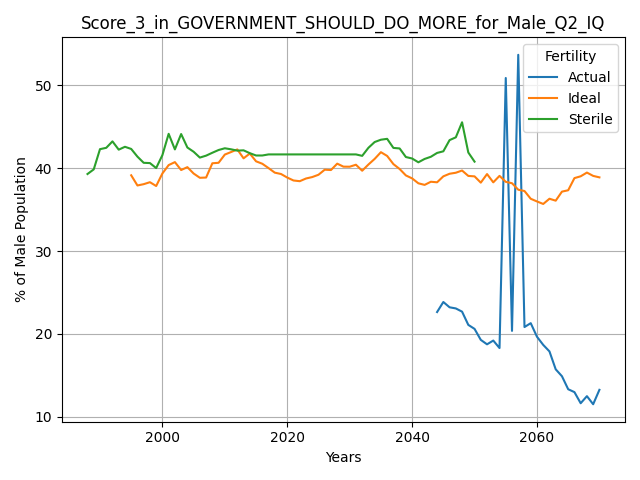 Score_3_in_GOVERNMENT_SHOULD_DO_MORE_for_Male_Q2_IQ
Fertility
Actual
Ideal
Sterile
% of Male Population
50
40
30
20
10
2000
2020
2040
2060
Years